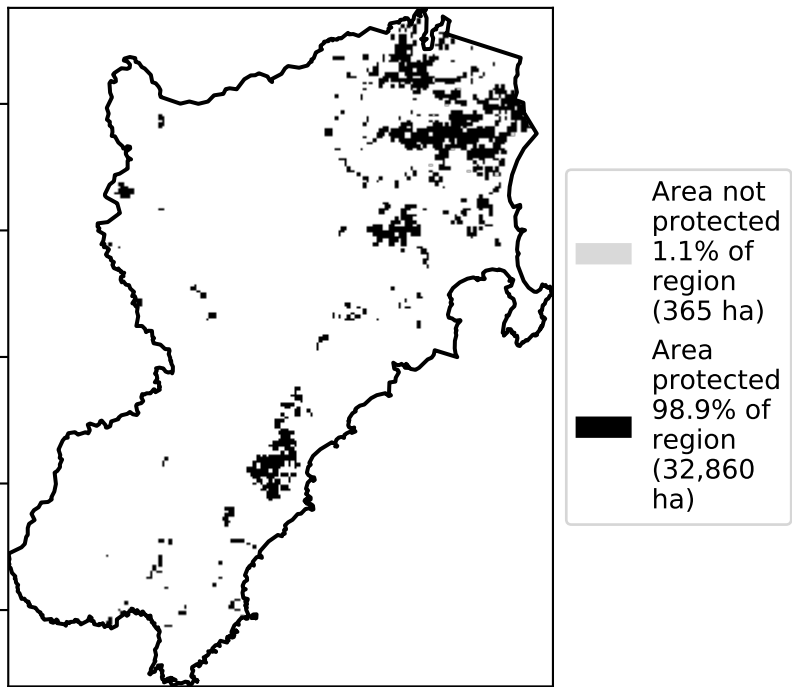 Area not
protected
1.1% of
region
(365 ha)
Area
protected
98.9% of
region
(32,860
ha)